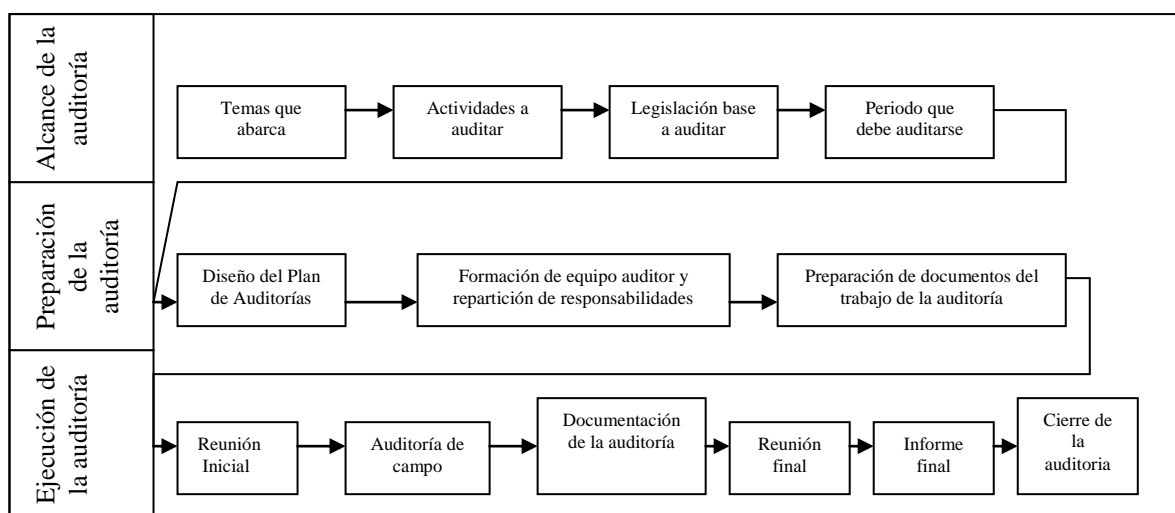 Alcance de la
auditoría
Temas que
abarca
Actividades a
auditar
Legislación base
a auditar
Periodo que
debe auditarse
Preparación
de la
auditoría
Diseño del Plan
de Auditorías
Formación de equipo auditor y
repartición de responsabilidades
Preparación de documentos del
trabajo de la auditoría
Ejecución de
la auditoría
Reunión
Inicial
Auditoría de
campo
Documentación
de la auditoría
Reunión
final
Informe
final
Cierre de
la
auditoria